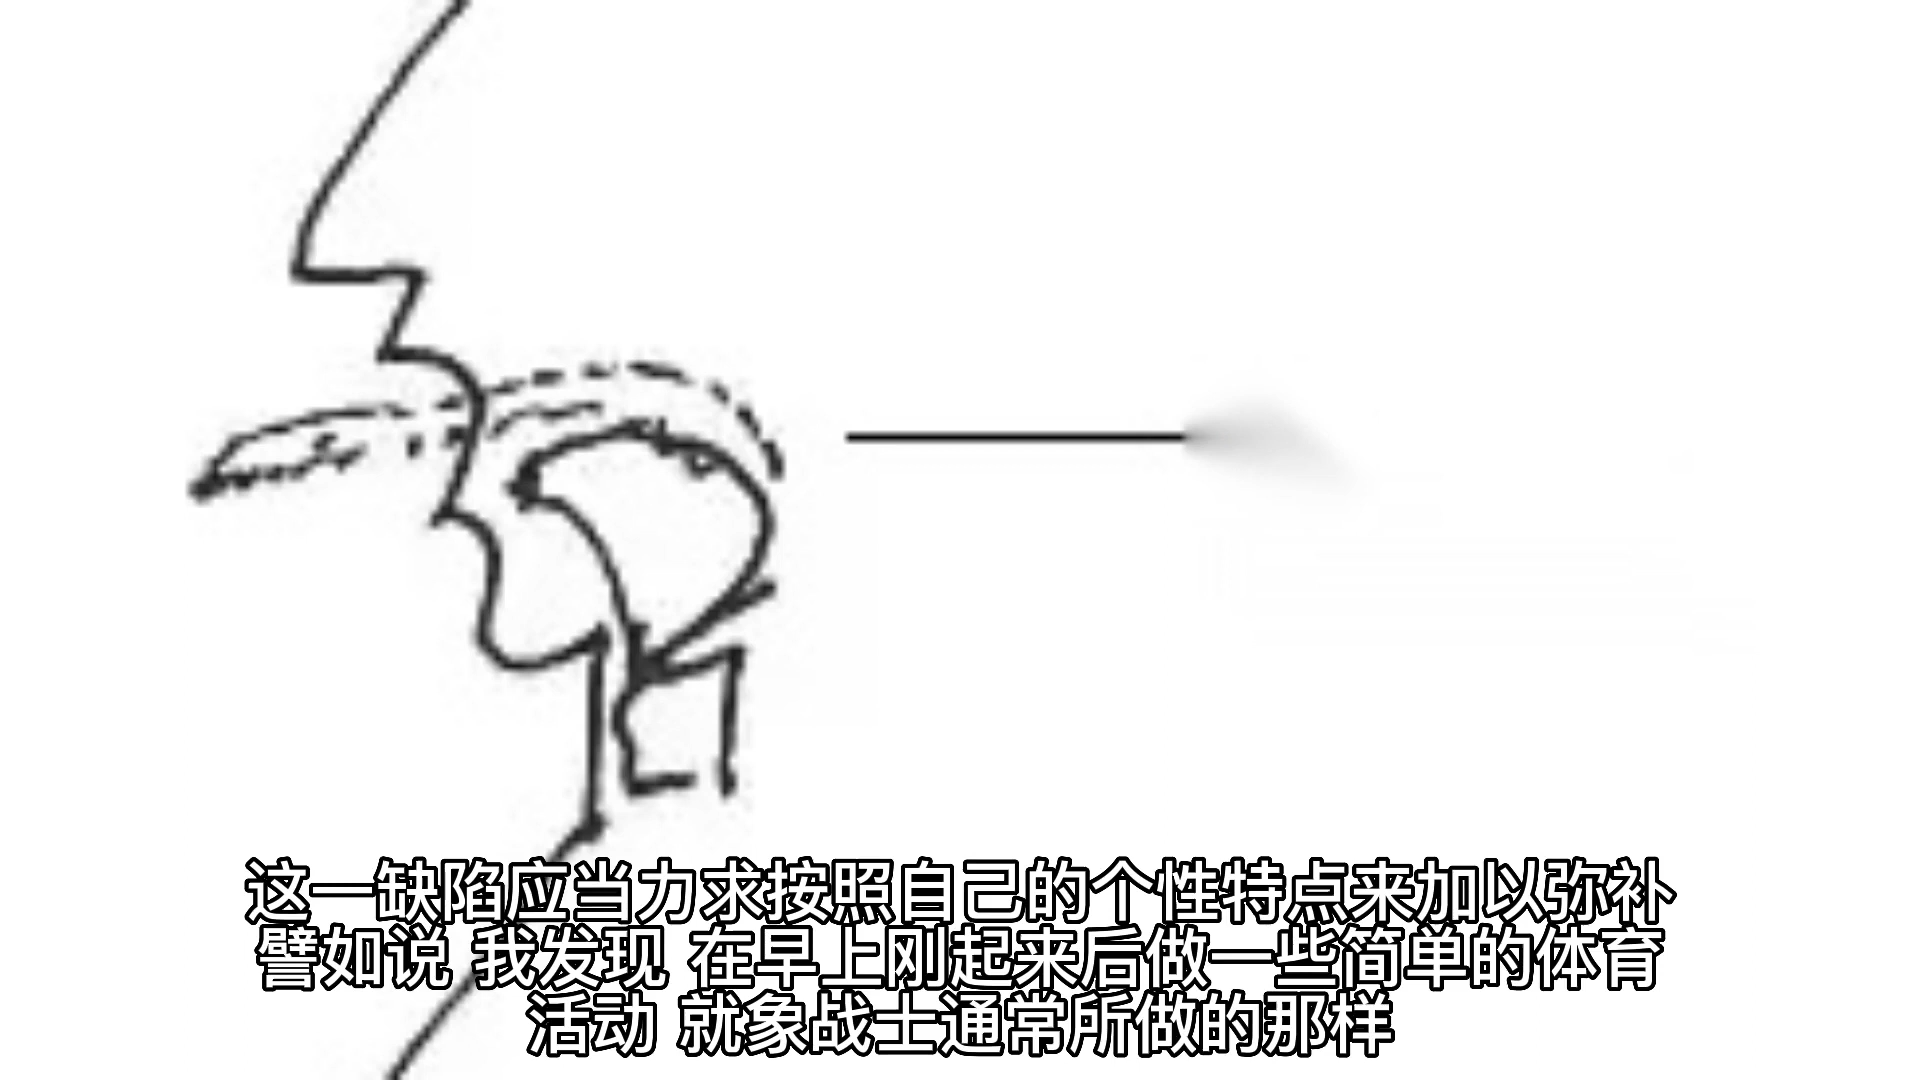 这一缺陷应当力求按照自己的个性特点来加以弥补
譬如说 我发现 在早上刚起来后做一些简单的体育
活动 就象战士通常所做的那样